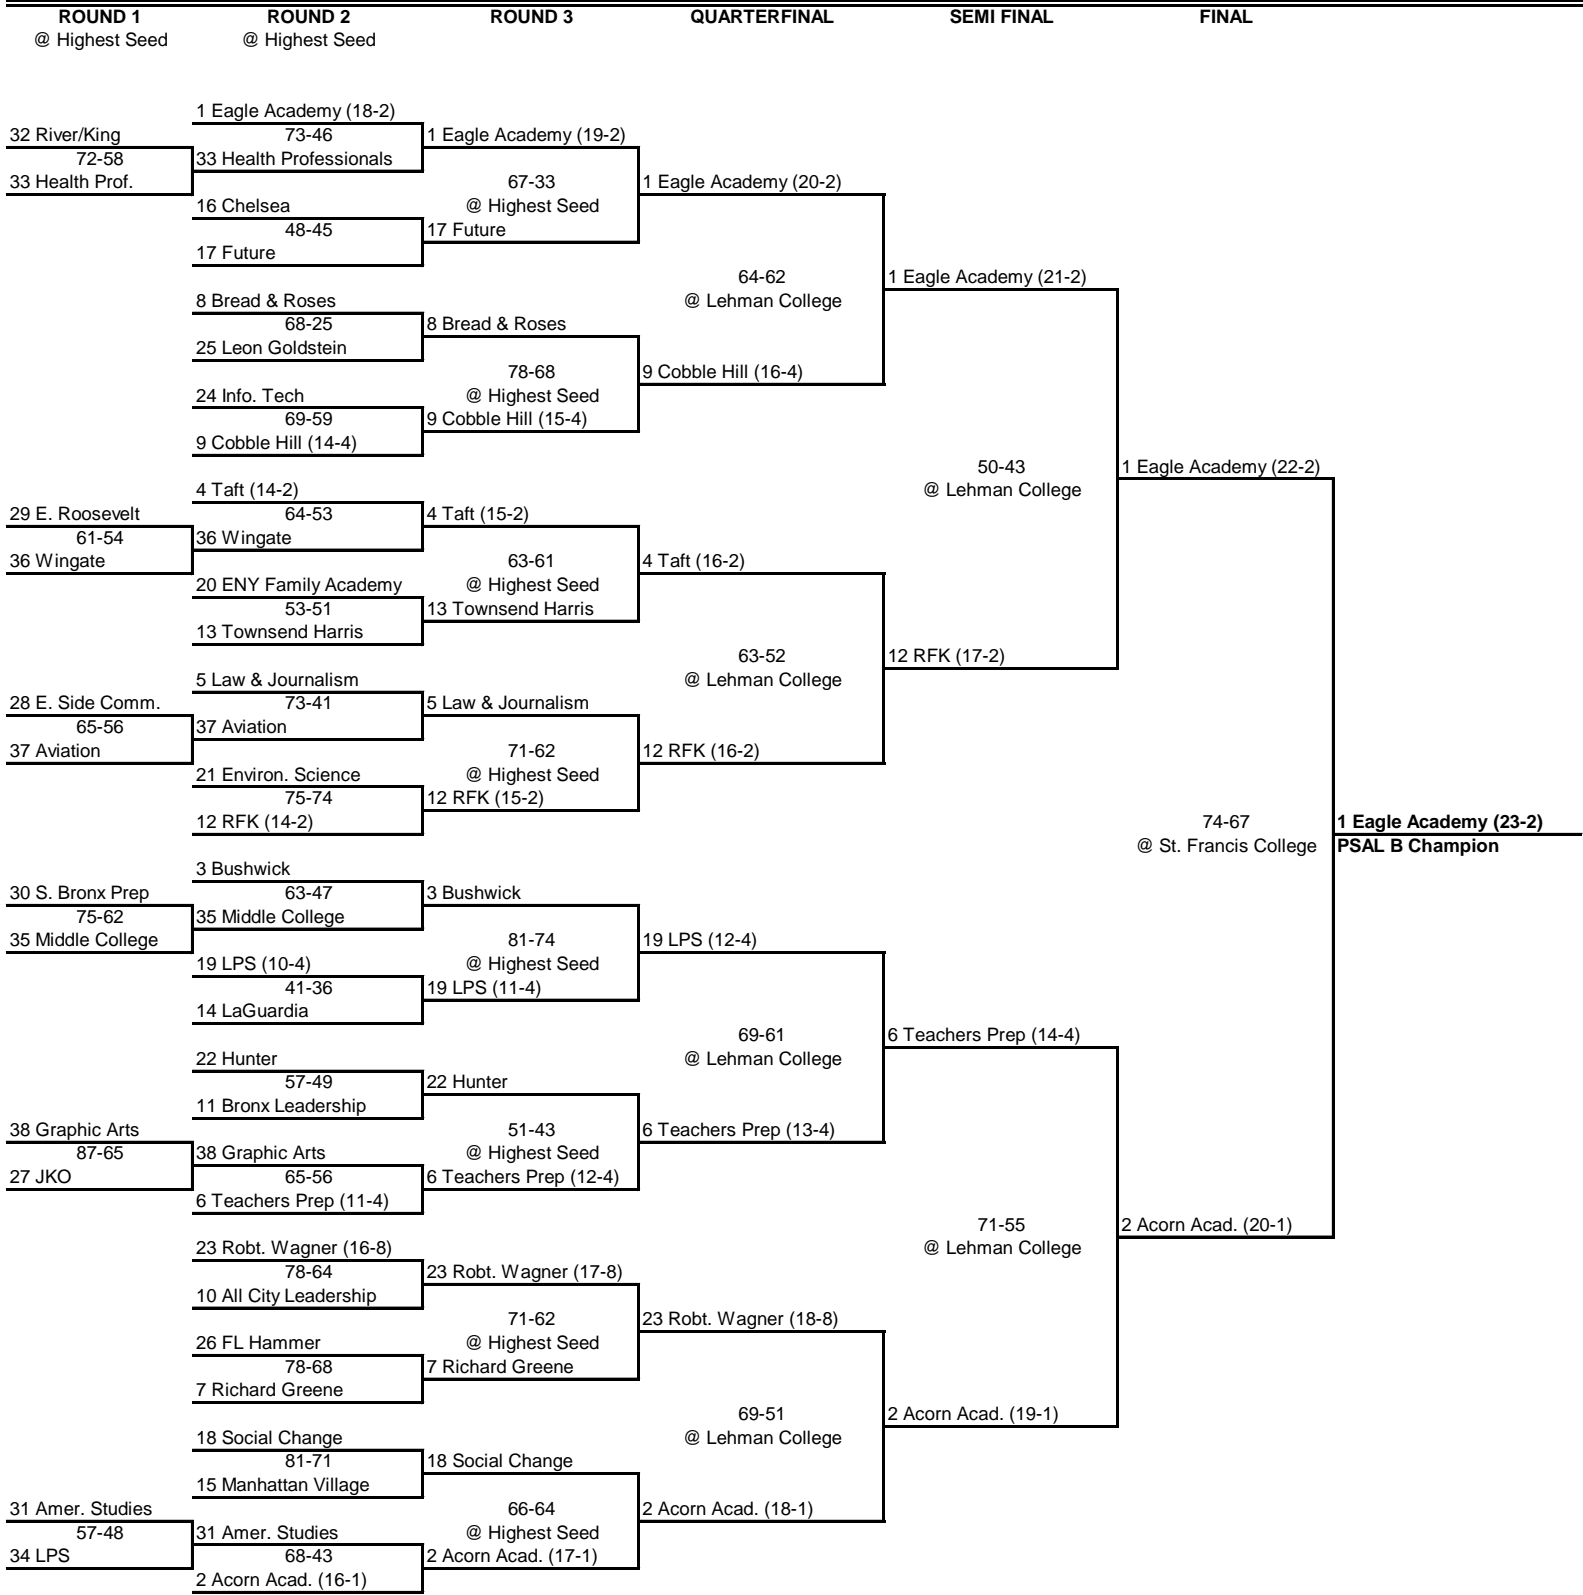 ROUND 1 ROUND 2 ROUND 3 QUARTERFINAL SEMI FINAL FINAL
@ Highest Seed @ Highest Seed
1 Eagle Academy (18-2)
32 River/King 73-46 1 Eagle Academy (19-2)
72-58 33 Health Professionals
33 Health Prof. 67-33 1 Eagle Academy (20-2)
16 Chelsea @ Highest Seed
48-45 17 Future
17 Future
64-62 1 Eagle Academy (21-2)
8 Bread & Roses @ Lehman College
68-25 8 Bread & Roses
25 Leon Goldstein
78-68 9 Cobble Hill (16-4)
24 Info. Tech @ Highest Seed
69-59 9 Cobble Hill (15-4)
9 Cobble Hill (14-4)
50-43 1 Eagle Academy (22-2)
4 Taft (14-2) @ Lehman College
29 E. Roosevelt 64-53 4 Taft (15-2)
61-54 36 Wingate
36 Wingate 63-61 4 Taft (16-2)
20 ENY Family Academy @ Highest Seed
53-51 13 Townsend Harris
13 Townsend Harris
63-52 12 RFK (17-2)
5 Law & Journalism @ Lehman College
28 E. Side Comm. 73-41 5 Law & Journalism
65-56 37 Aviation
37 Aviation 71-62 12 RFK (16-2)
21 Environ. Science @ Highest Seed
75-74 12 RFK (15-2)
12 RFK (14-2) 74-67 1 Eagle Academy (23-2)
@ St. Francis College PSAL B Champion
3 Bushwick
30 S. Bronx Prep 63-47 3 Bushwick
75-62 35 Middle College
35 Middle College 81-74 19 LPS (12-4)
19 LPS (10-4) @ Highest Seed
41-36 19 LPS (11-4)
14 LaGuardia
69-61 6 Teachers Prep (14-4)
22 Hunter @ Lehman College
57-49 22 Hunter
11 Bronx Leadership
38 Graphic Arts 51-43 6 Teachers Prep (13-4)
87-65 38 Graphic Arts @ Highest Seed
27 JKO 65-56 6 Teachers Prep (12-4)
6 Teachers Prep (11-4)
71-55 2 Acorn Acad. (20-1)
23 Robt. Wagner (16-8) @ Lehman College
78-64 23 Robt. Wagner (17-8)
10 All City Leadership
71-62 23 Robt. Wagner (18-8)
26 FL Hammer @ Highest Seed
78-68 7 Richard Greene
7 Richard Greene
69-51 2 Acorn Acad. (19-1)
18 Social Change @ Lehman College
81-71 18 Social Change
15 Manhattan Village
31 Amer. Studies 66-64 2 Acorn Acad. (18-1)
57-48 31 Amer. Studies @ Highest Seed
34 LPS 68-43 2 Acorn Acad. (17-1)
2 Acorn Acad. (16-1)